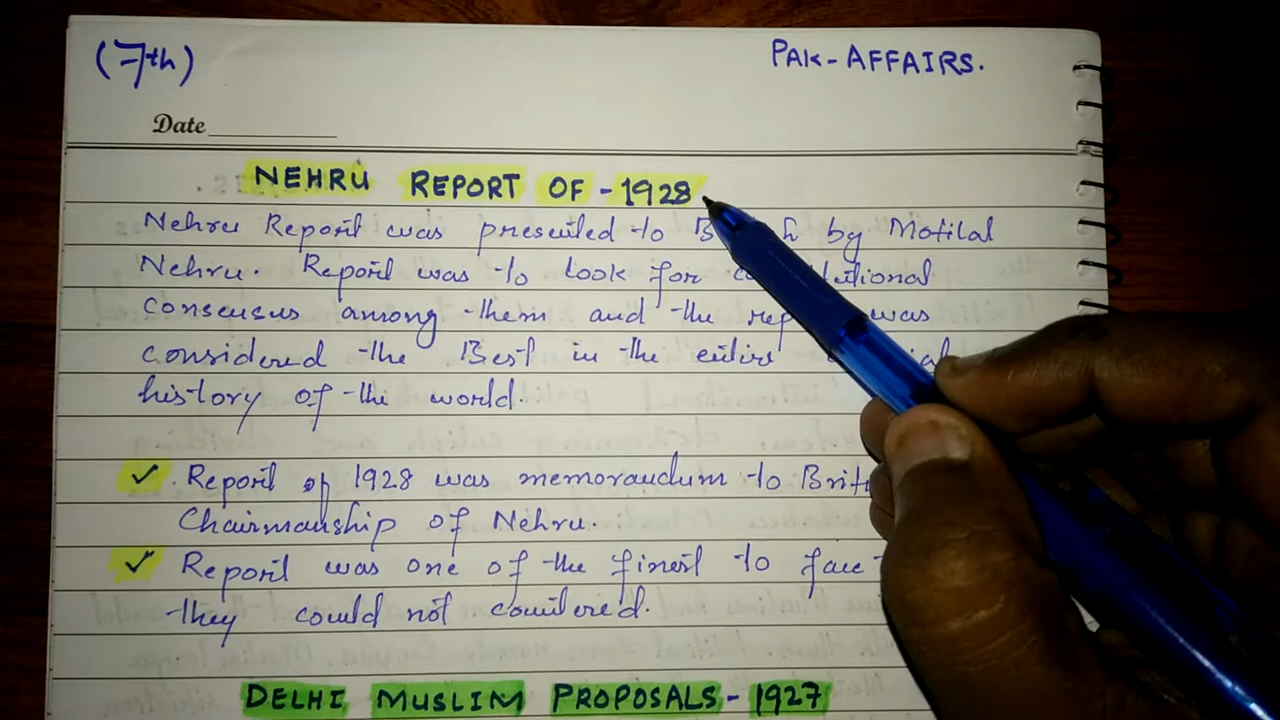 (7th)
PAK-AFFAIRS.
Date
NEHRU REPORT OF - 1928
Nehru Report was presented to by Motilal
Nehru. Report was to look for
consensus among them and the was
considered the Best in the entire
history of the world.
✓ . Report of 1928 was memorandum to
Chairmanship of Nehru.
✓ Report was one of the finest to face
they could not countered.
DELHI MUSLIM PROPOSALS - 1927